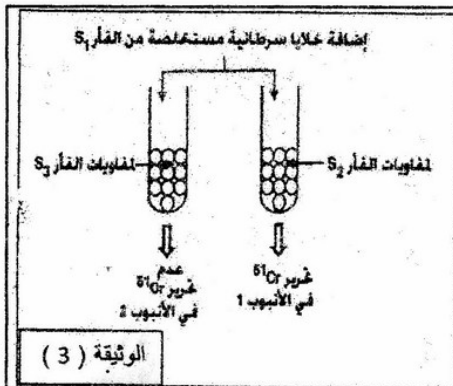 إضافة خلايا سرطانية مستخلصة من الفأر S1
لمفاويات الفأر S3
لمفاويات الفأر S2
عدم
تحرير 51Cr
في الأنبوب 2
تحرير 51Cr
في الأنبوب 1
الوثيقة ( 3 )